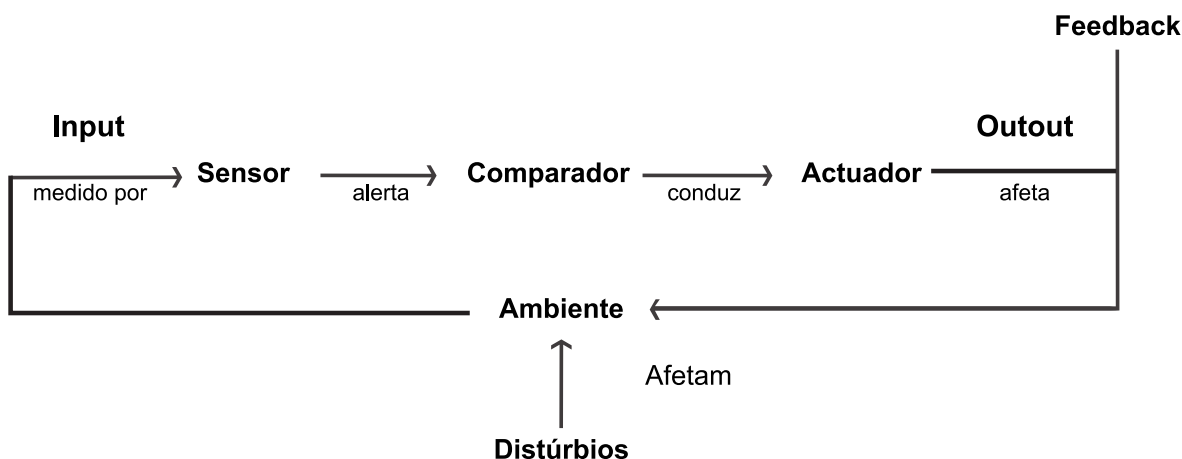 Feedback
Input
Outout
Sensor
Comparador
Actuador
medido por
alerta
conduz
afeta
Ambiente
Afetam
Distúrbios